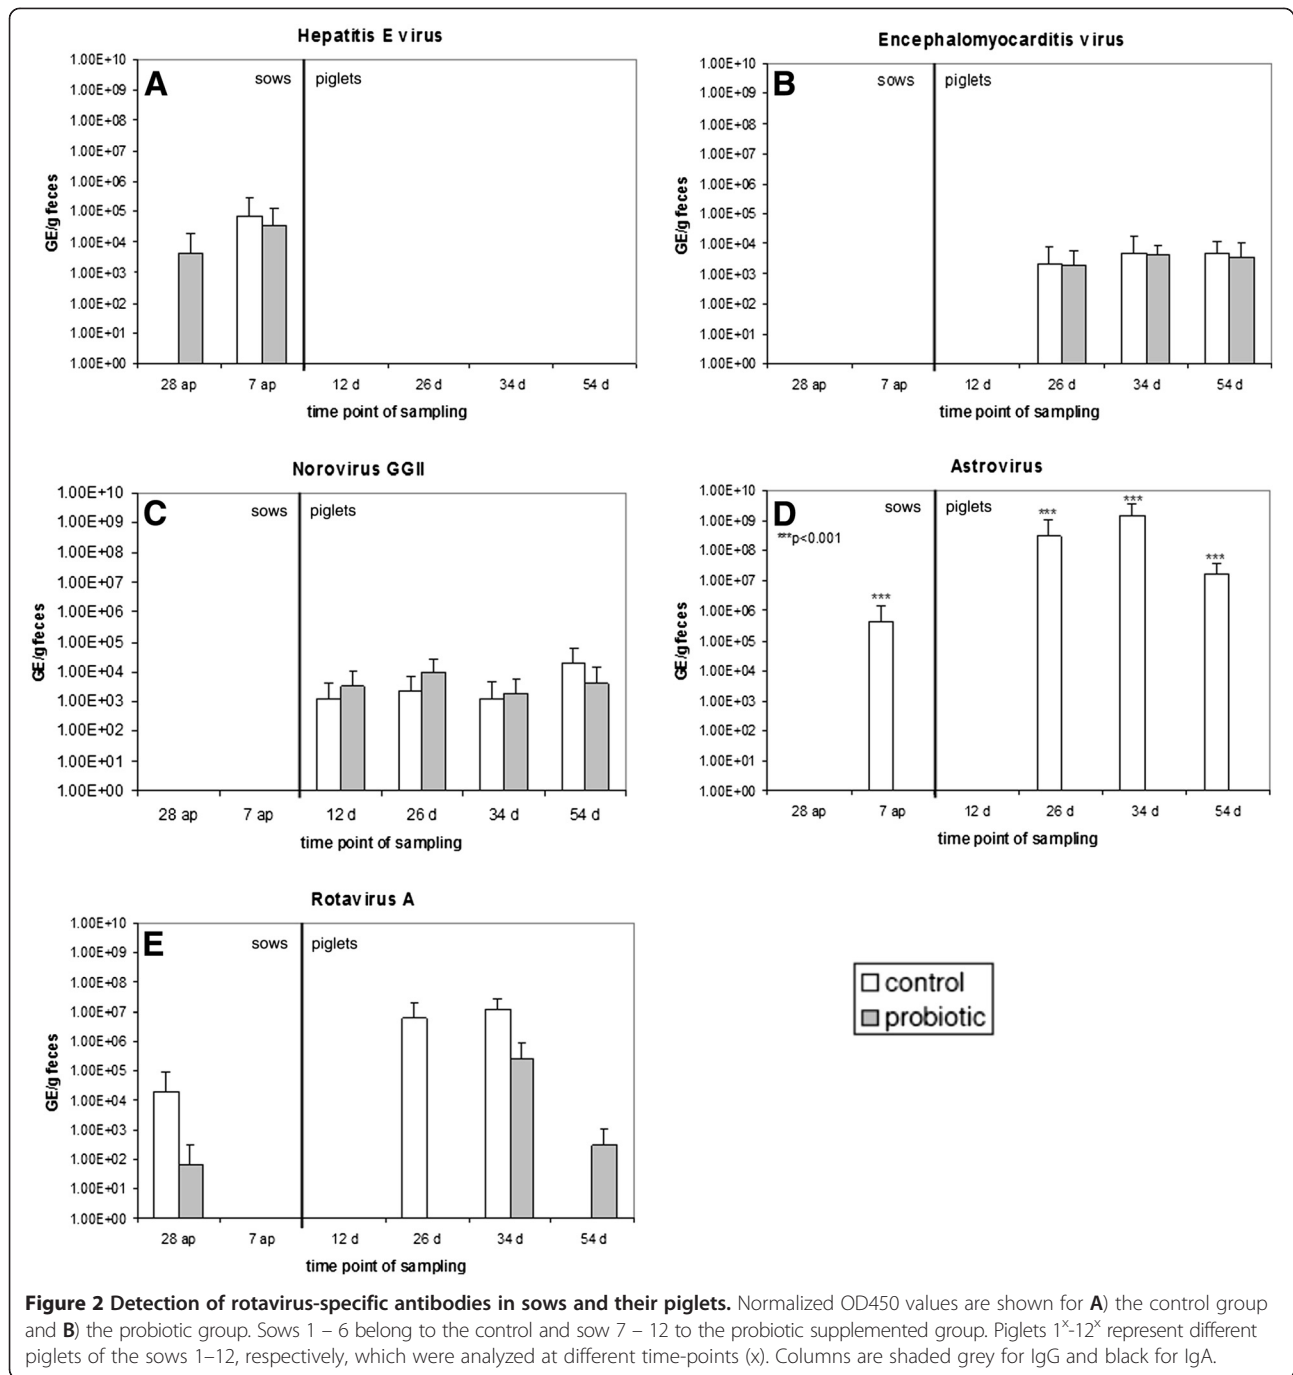 Hepatitis E virus
A
sows
piglets
1.00E+10
1.00E+09
1.00E+08
1.00E+07
1.00E+06
1.00E+05
1.00E+04
1.00E+03
1.00E+02
1.00E+01
1.00E+00
GE/g feces
28 ap
7 ap
12 d
26 d
34 d
54 d
time point of sampling
Encephalomyocarditis virus
B
sows
piglets
1.00E+10
1.00E+09
1.00E+08
1.00E+07
1.00E+06
1.00E+05
1.00E+04
1.00E+03
1.00E+02
1.00E+01
1.00E+00
GE/g feces
28 ap
7 ap
12 d
26 d
34 d
54 d
time point of sampling
Norovirus GGII
C
sows
piglets
1.00E+10
1.00E+09
1.00E+08
1.00E+07
1.00E+06
1.00E+05
1.00E+04
1.00E+03
1.00E+02
1.00E+01
1.00E+00
GE/g feces
28 ap
7 ap
12 d
26 d
34 d
54 d
time point of sampling
Astrovirus
D
***p<0.001
sows
piglets
***
***
***
***
1.00E+10
1.00E+09
1.00E+08
1.00E+07
1.00E+06
1.00E+05
1.00E+04
1.00E+03
1.00E+02
1.00E+01
1.00E+00
GE/g feces
28 ap
7 ap
12 d
26 d
34 d
54 d
time point of sampling
Rotavirus A
E
sows
piglets
1.00E+10
1.00E+09
1.00E+08
1.00E+07
1.00E+06
1.00E+05
1.00E+04
1.00E+03
1.00E+02
1.00E+01
1.00E+00
GE/g feces
28 ap
7 ap
12 d
26 d
34 d
54 d
time point of sampling
control
probiotic
Figure 2 Detection of rotavirus-specific antibodies in sows and their piglets. Normalized OD450 values are shown for A) the control group
and B) the probiotic group. Sows 1 – 6 belong to the control and sow 7 – 12 to the probiotic supplemented group. Piglets 1ˣ-12ˣ represent different
piglets of the sows 1–12, respectively, which were analyzed at different time-points (x). Columns are shaded grey for IgG and black for IgA.